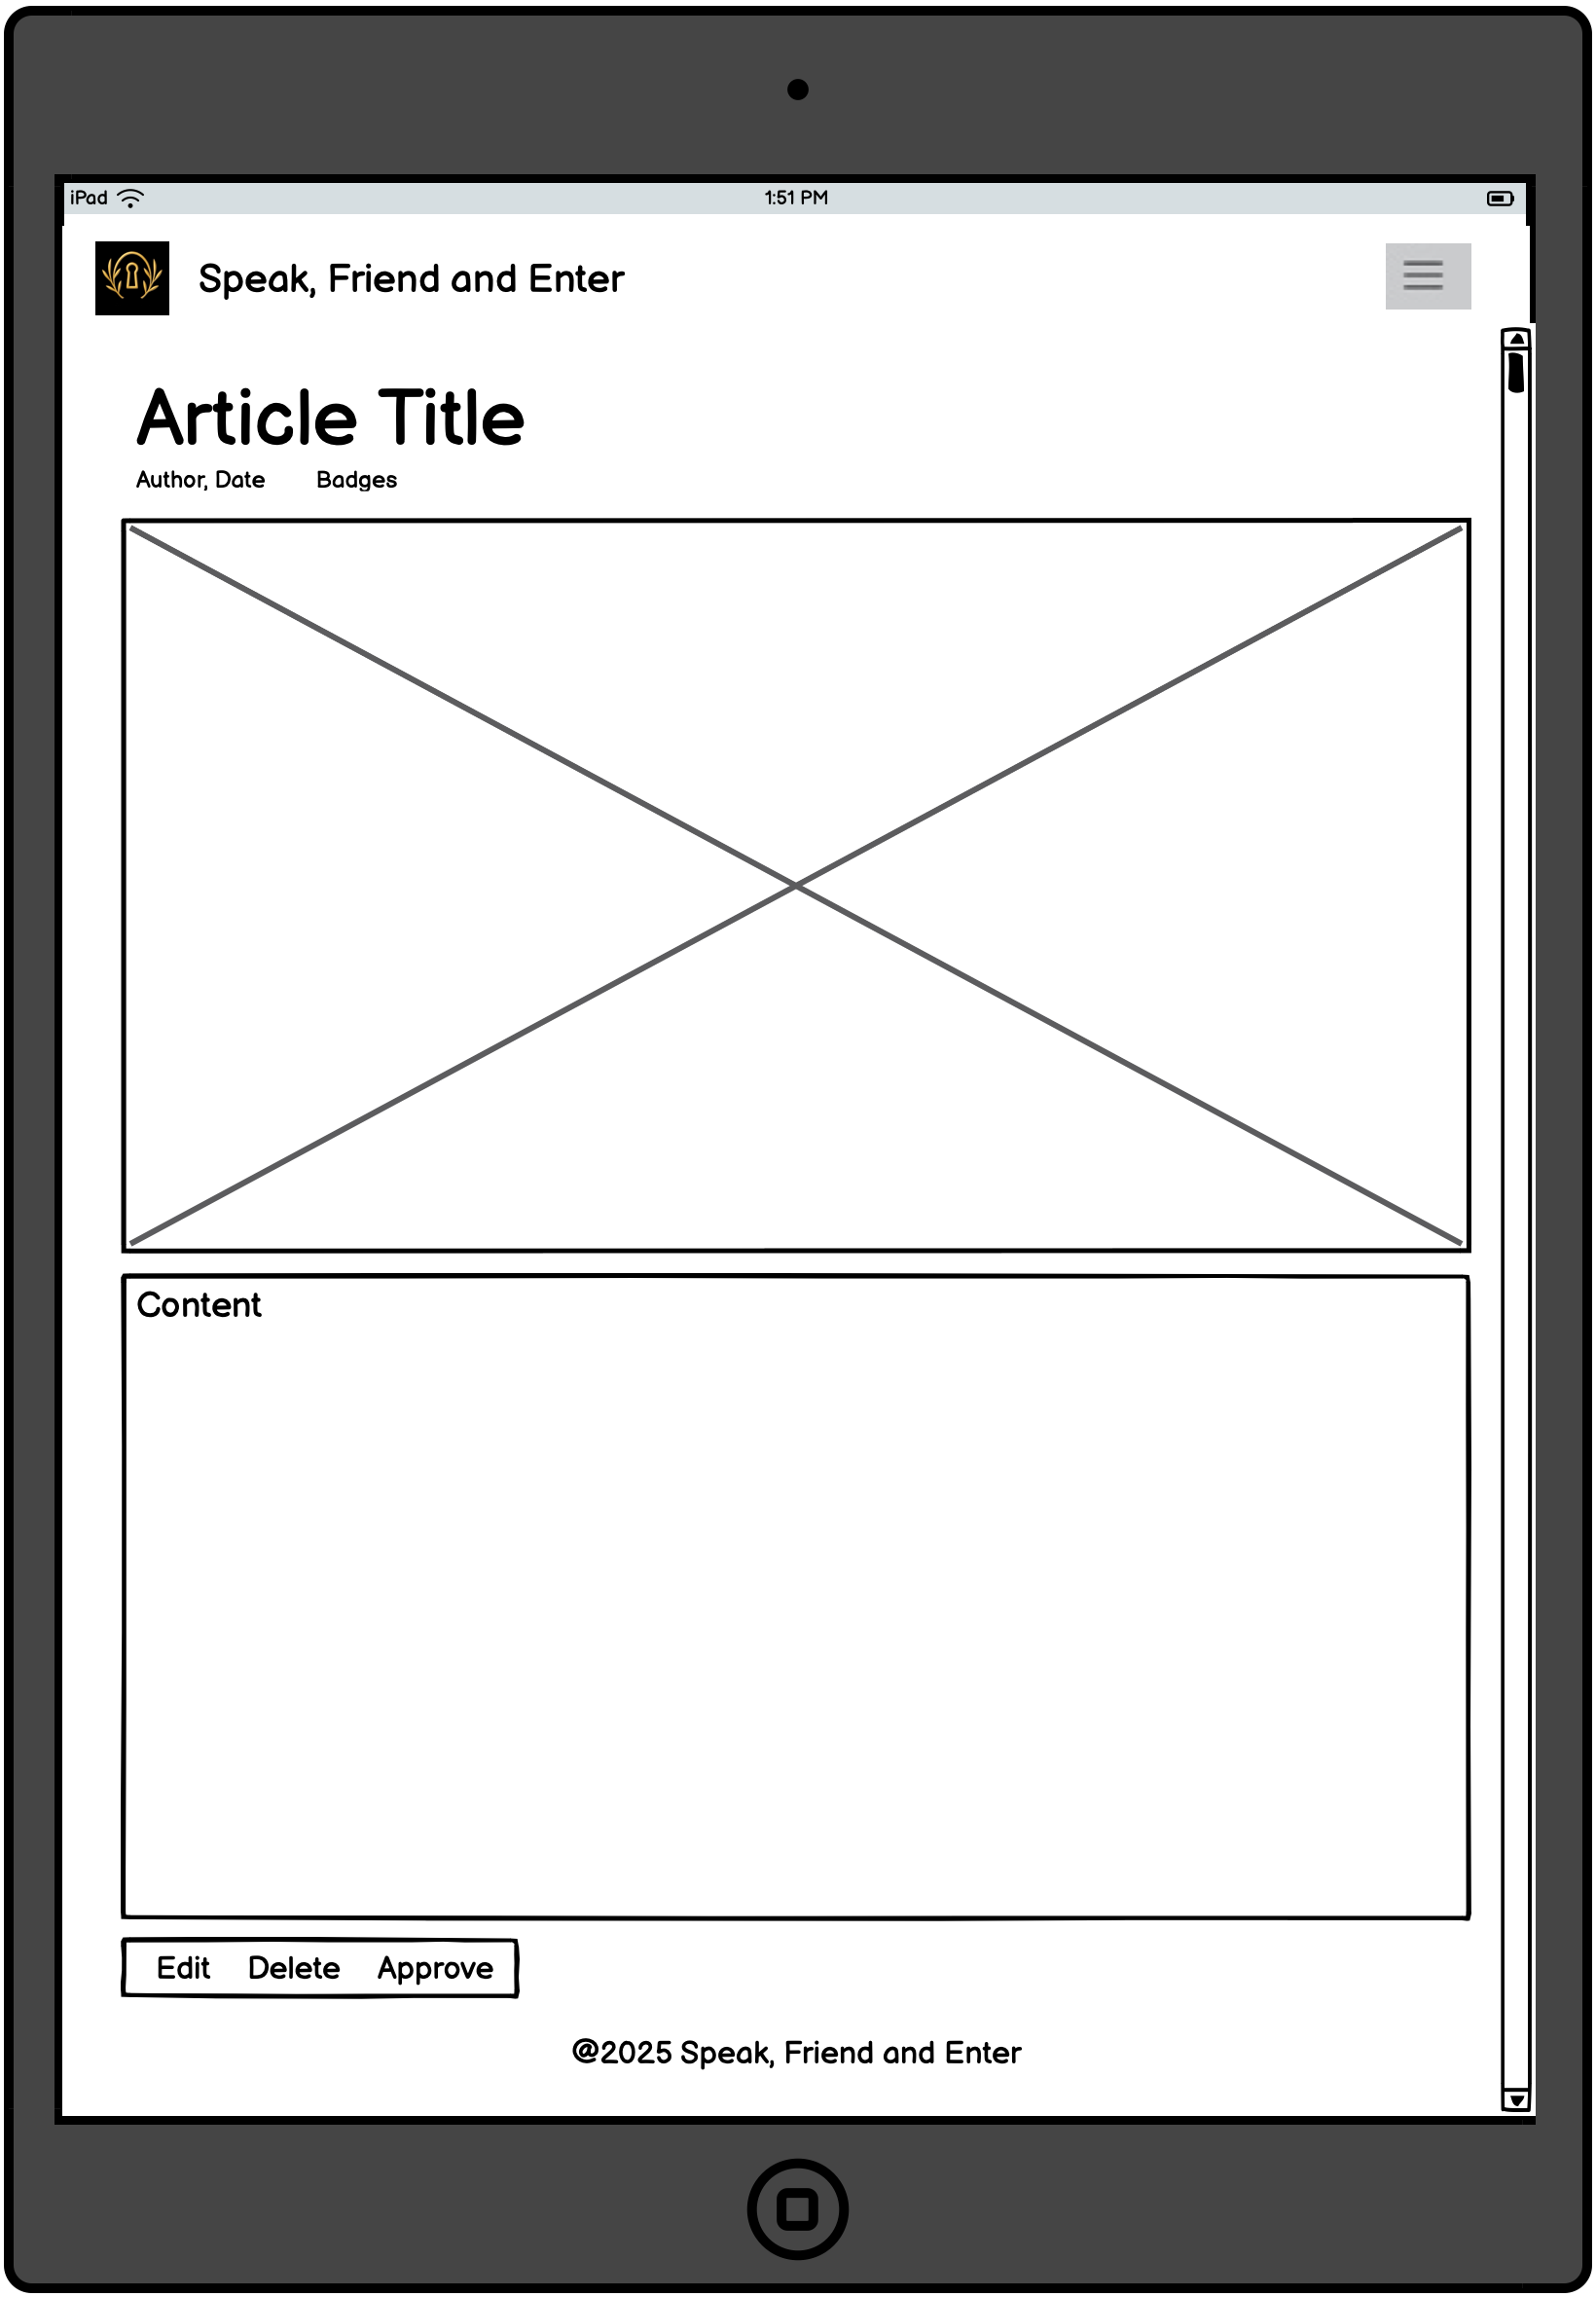 iPad 1:51 PM
Speak, Friend and Enter
Article Title
Author, Date Badges
Content
Edit Delete Approve
@2025 Speak, Friend and Enter